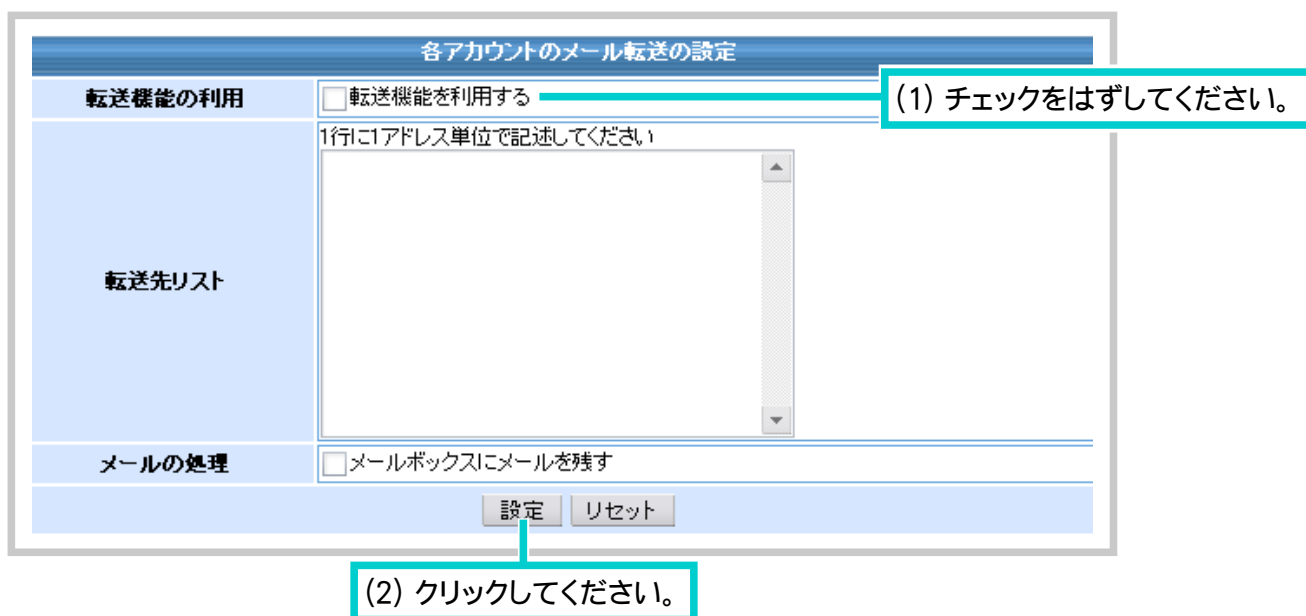 各アカウントのメール転送の設定
転送機能の利用
転送機能を利用する
(1) チェックをはずしてください。
1行に1アドレス単位で記述してください
転送先リスト
メールの処理
メールボックスにメールを残す
設定 リセット
(2) クリックしてください。